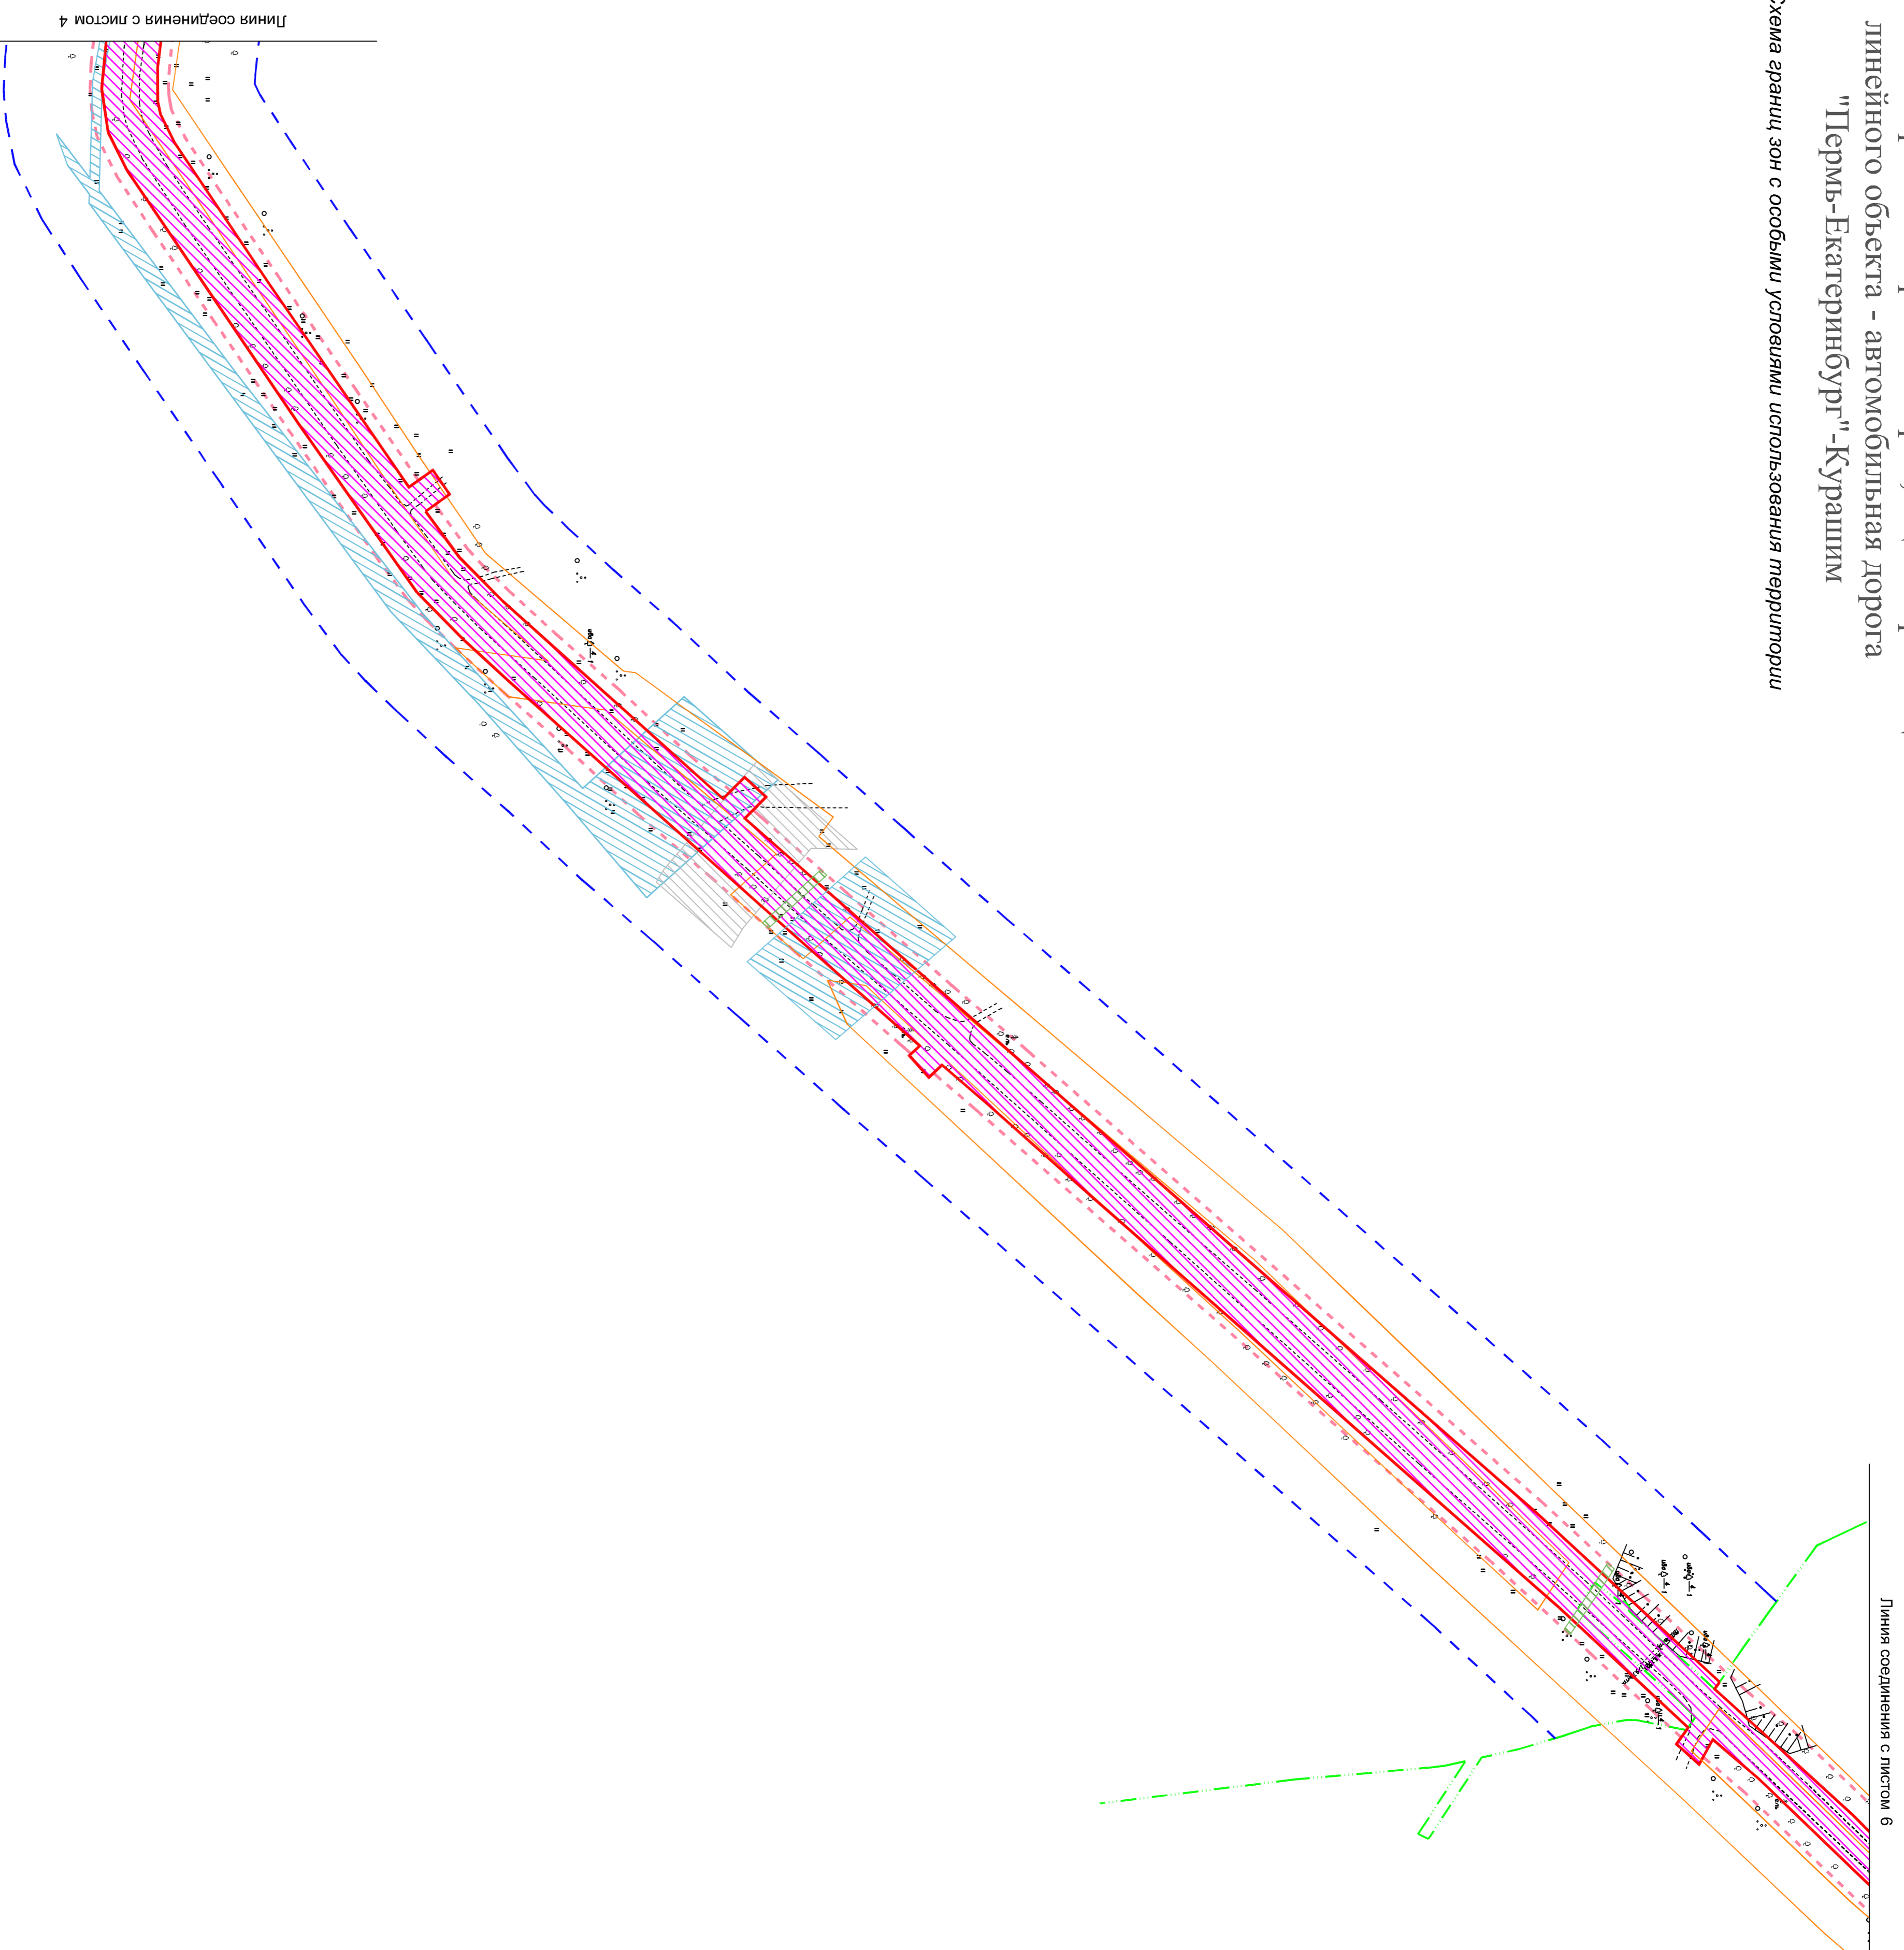 линейного объекта - автомобильная дорога
"Пермь-Екатеринбург"-Курашим
Схема границ зон с особыми условиями использования территории
Линия соединения с листом 4
Линия соединения с листом 6